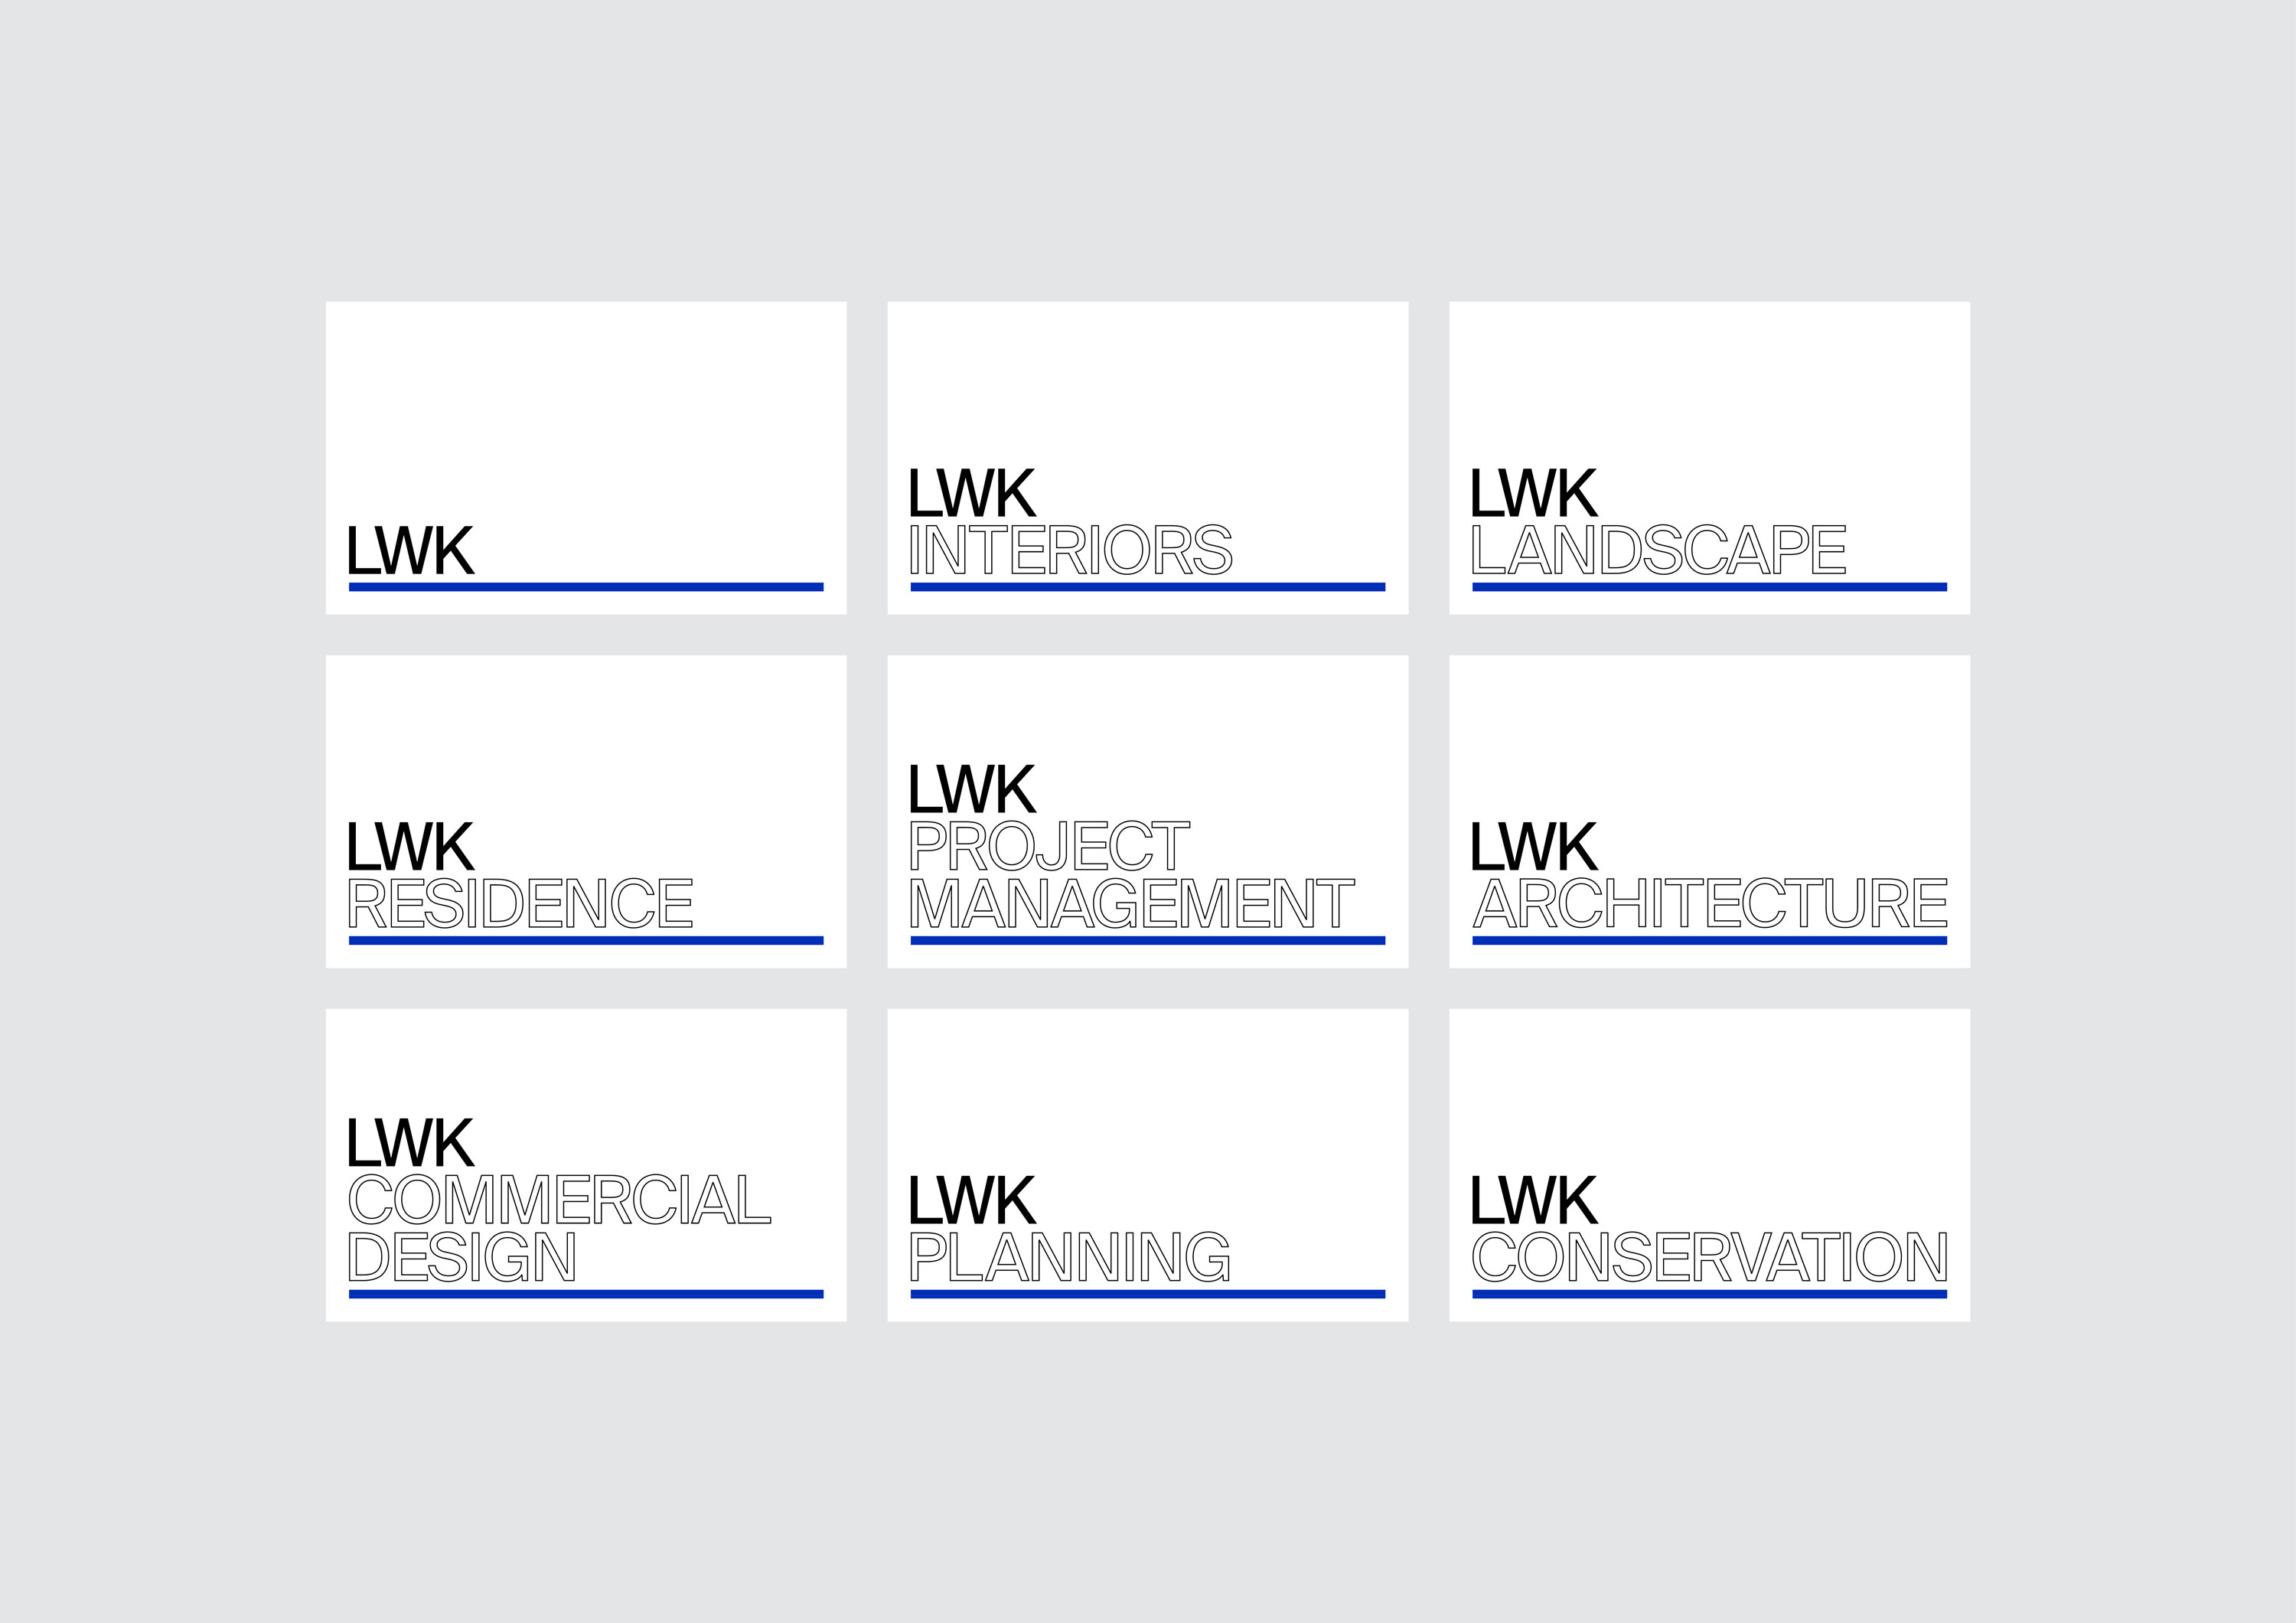 LWK
LWK
INTERIORS
LWK
LANDSCAPE
LWK
RESIDENCE
LWK
PROJECT
MANAGEMENT
LWK
ARCHITECTURE
LWK
COMMERCIAL
DESIGN
LWK
PLANNING
LWK
CONSERVATION